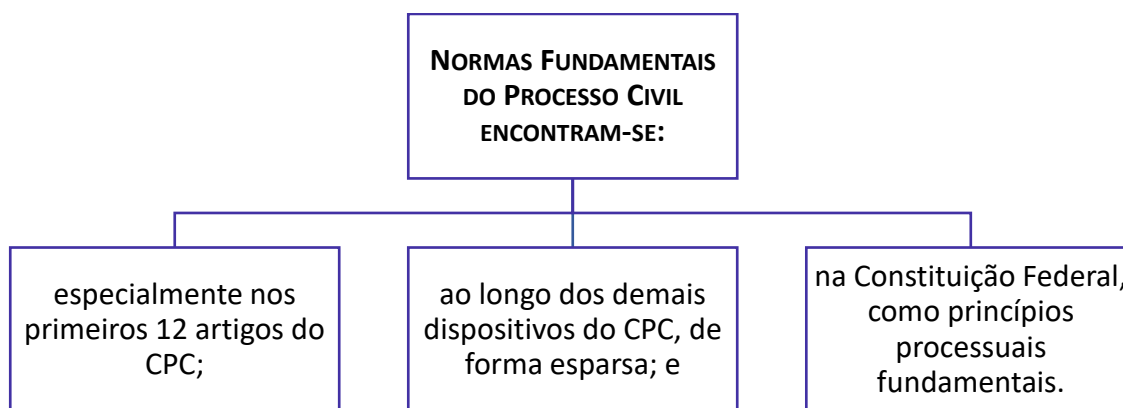 NORMAS FUNDAMENTAIS
DO PROCESSO CIVIL
ENCONTRAM-SE:
especialmente nos
primeiros 12 artigos do
CPC;
ao longo dos demais
dispositivos do CPC, de
forma esparsa; e
na Constituição Federal,
como princípios
processuais
fundamentais.